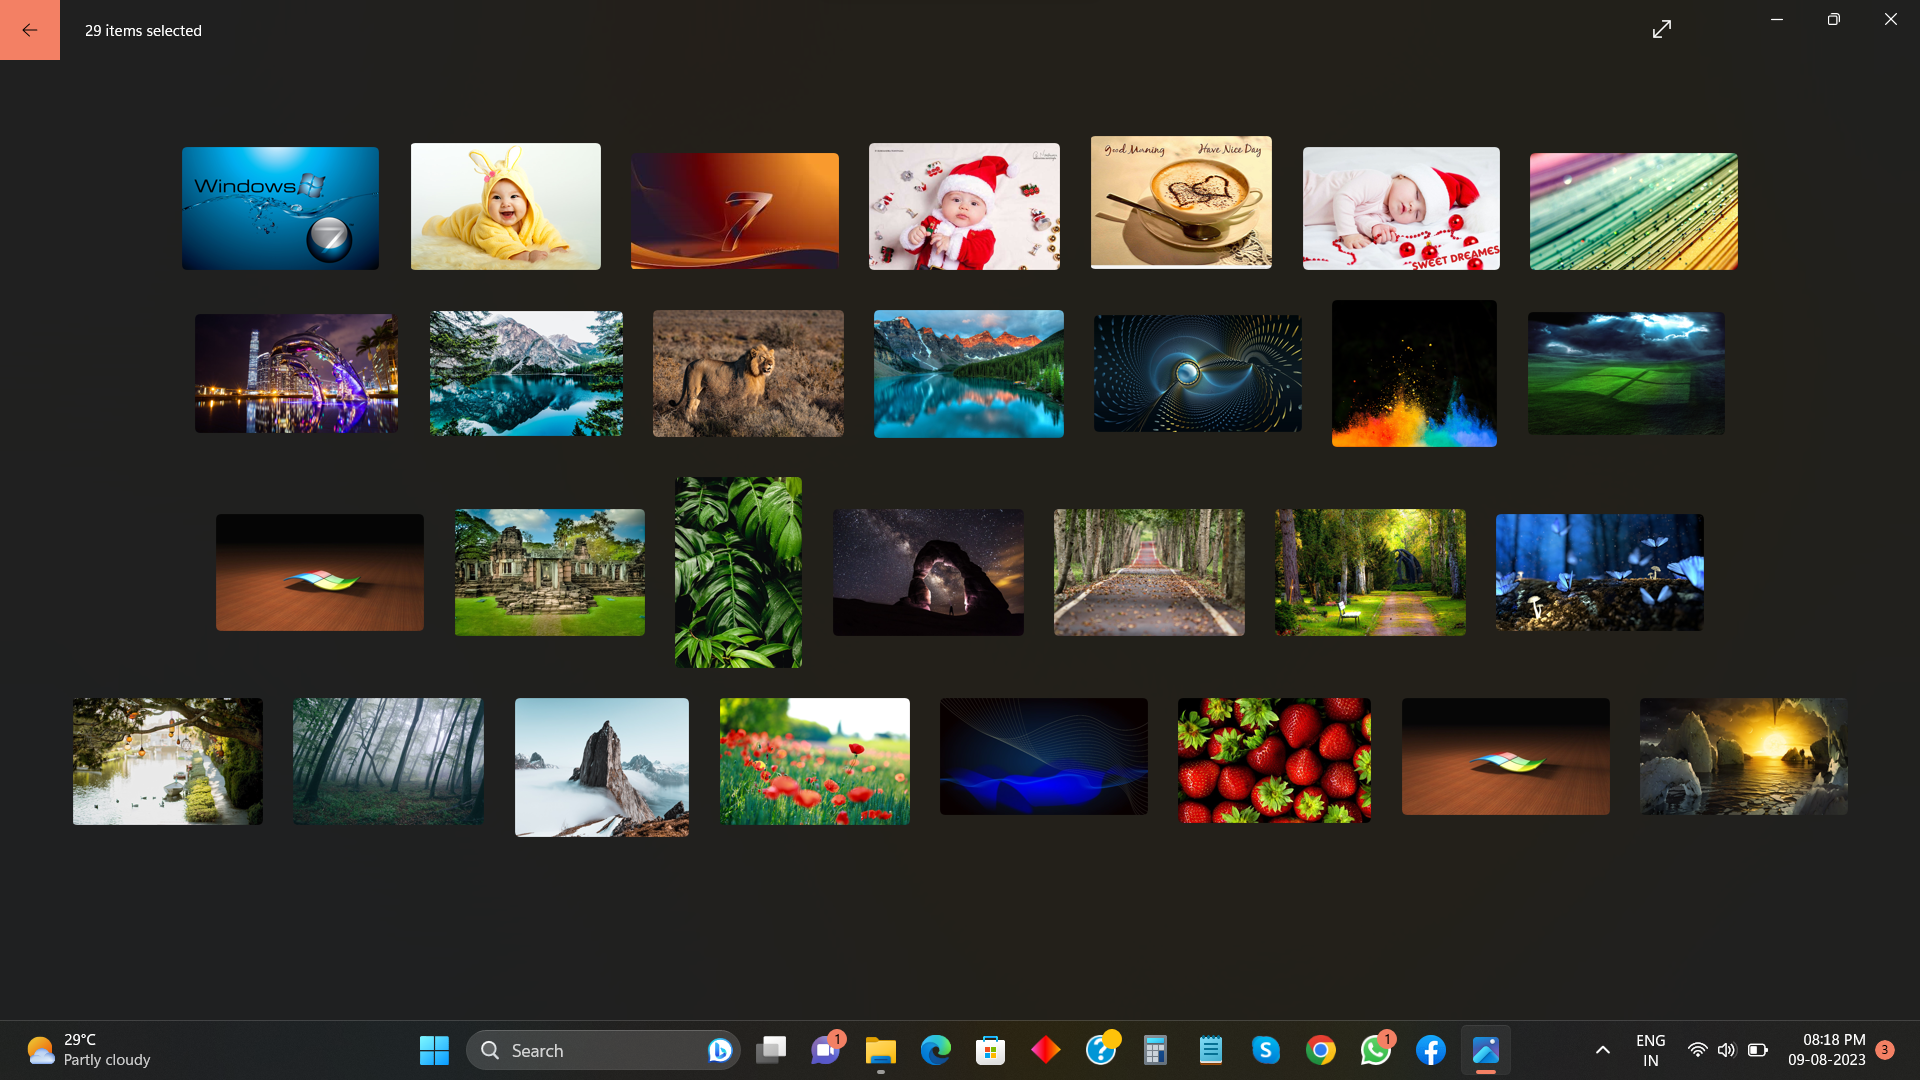 29 items selected
Windows 7
7
7
Good Morning
Have Nice Day
SWEET DREAMES
29°C
Partly cloudy
Search
1
1
ENG
IN
08:18 PM
09-08-2023
3